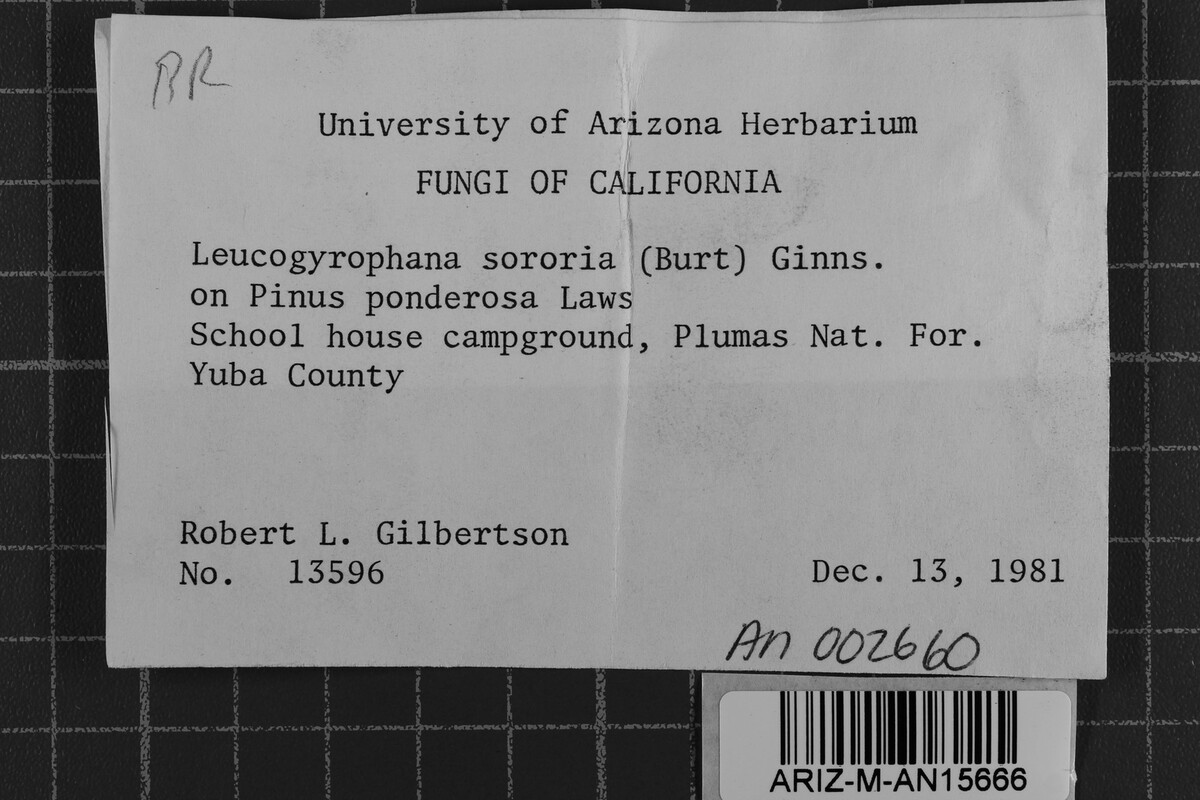 BR
University of Arizona Herbarium
FUNGI OF CALIFORNIA
Leucogyrophana sororia (Burt) Ginns.
on Pinus ponderosa Laws
School house campground, Plumas Nat. For.
Yuba County
Robert L. Gilbertson
No. 13596
Dec. 13, 1981
An 002660
ARIZ-M-AN15666